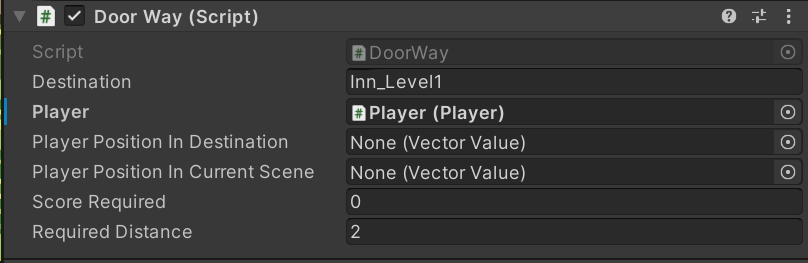 Door Way (Script)
Script DoorWay
Destination Inn_Level1
Player Player (Player)
Player Position In Destination None (Vector Value)
Player Position In Current Scene None (Vector Value)
Score Required 0
Required Distance 2